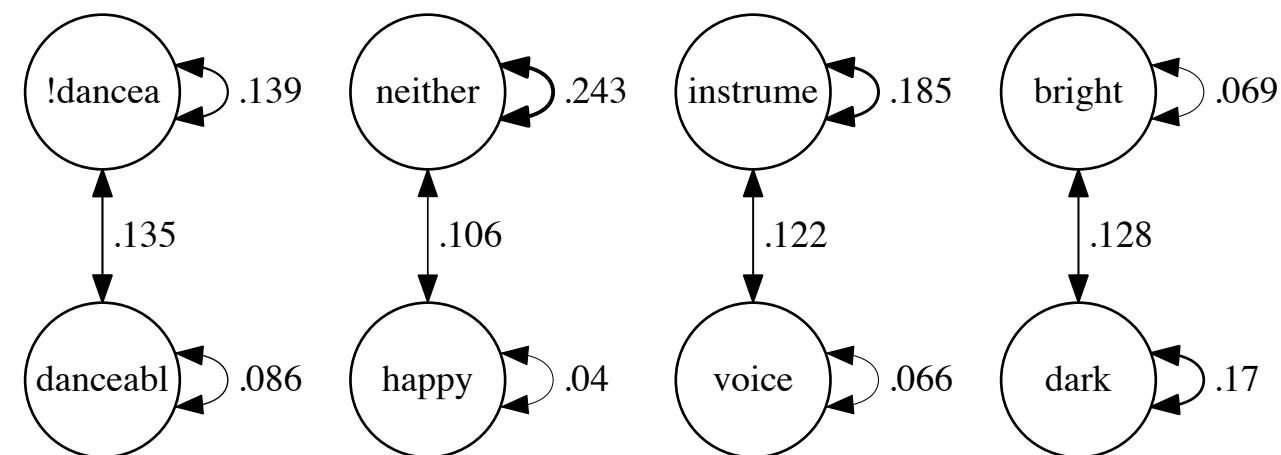 !dancea .139 neither .243 instrume .185 bright .069
.135 .106 .122 .128
danceabl .086 happy .04 voice .066 dark .17